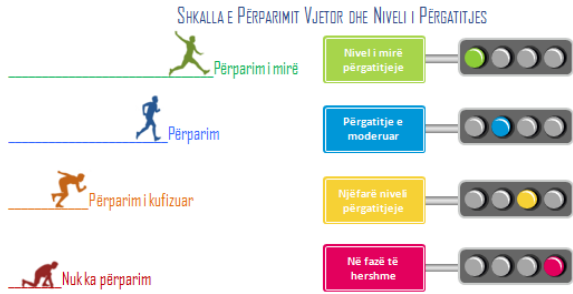 Shkalla e Përparimit Vjetor dhe Niveli i Përgatitjes
Përparim i mirë
Nivel i mirë
përgatitjeje
Përparim
Përgatitje e
moderuar
Përparim i kufizuar
Njëfarë niveli
përgatitjeje
Nuk ka përparim
Në fazë të
hershme